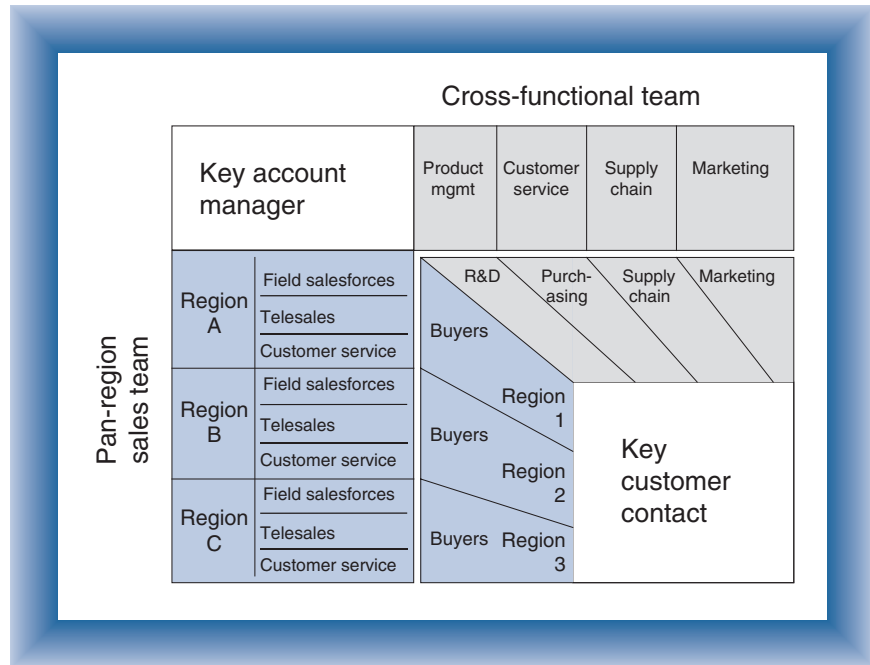 Cross-functional team
Key account
manager
Product
mgmt
Customer
service
Supply
chain
Marketing
Pan-region
sales team
Region
A
Field salesforces
Telesales
Customer service
Region
B
Field salesforces
Telesales
Customer service
Region
C
Field salesforces
Telesales
Customer service
R&D
Purch-
asing
Supply
chain
Marketing
Buyers
Region
1
Buyers
Region
2
Buyers
Region
3
Key
customer
contact